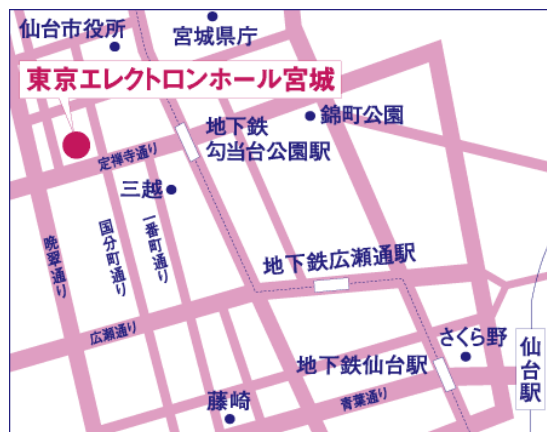 仙台市役所
宮城県庁
東京エレクトロンホール宮城
錦町公園
地下鉄
勾当台公園駅
定禅寺通り
三越
晩翠通り
国分町通り
一番町通り
地下鉄広瀬通駅
広瀬通り
さくら野
仙台駅
地下鉄仙台駅
青葉通り
藤崎